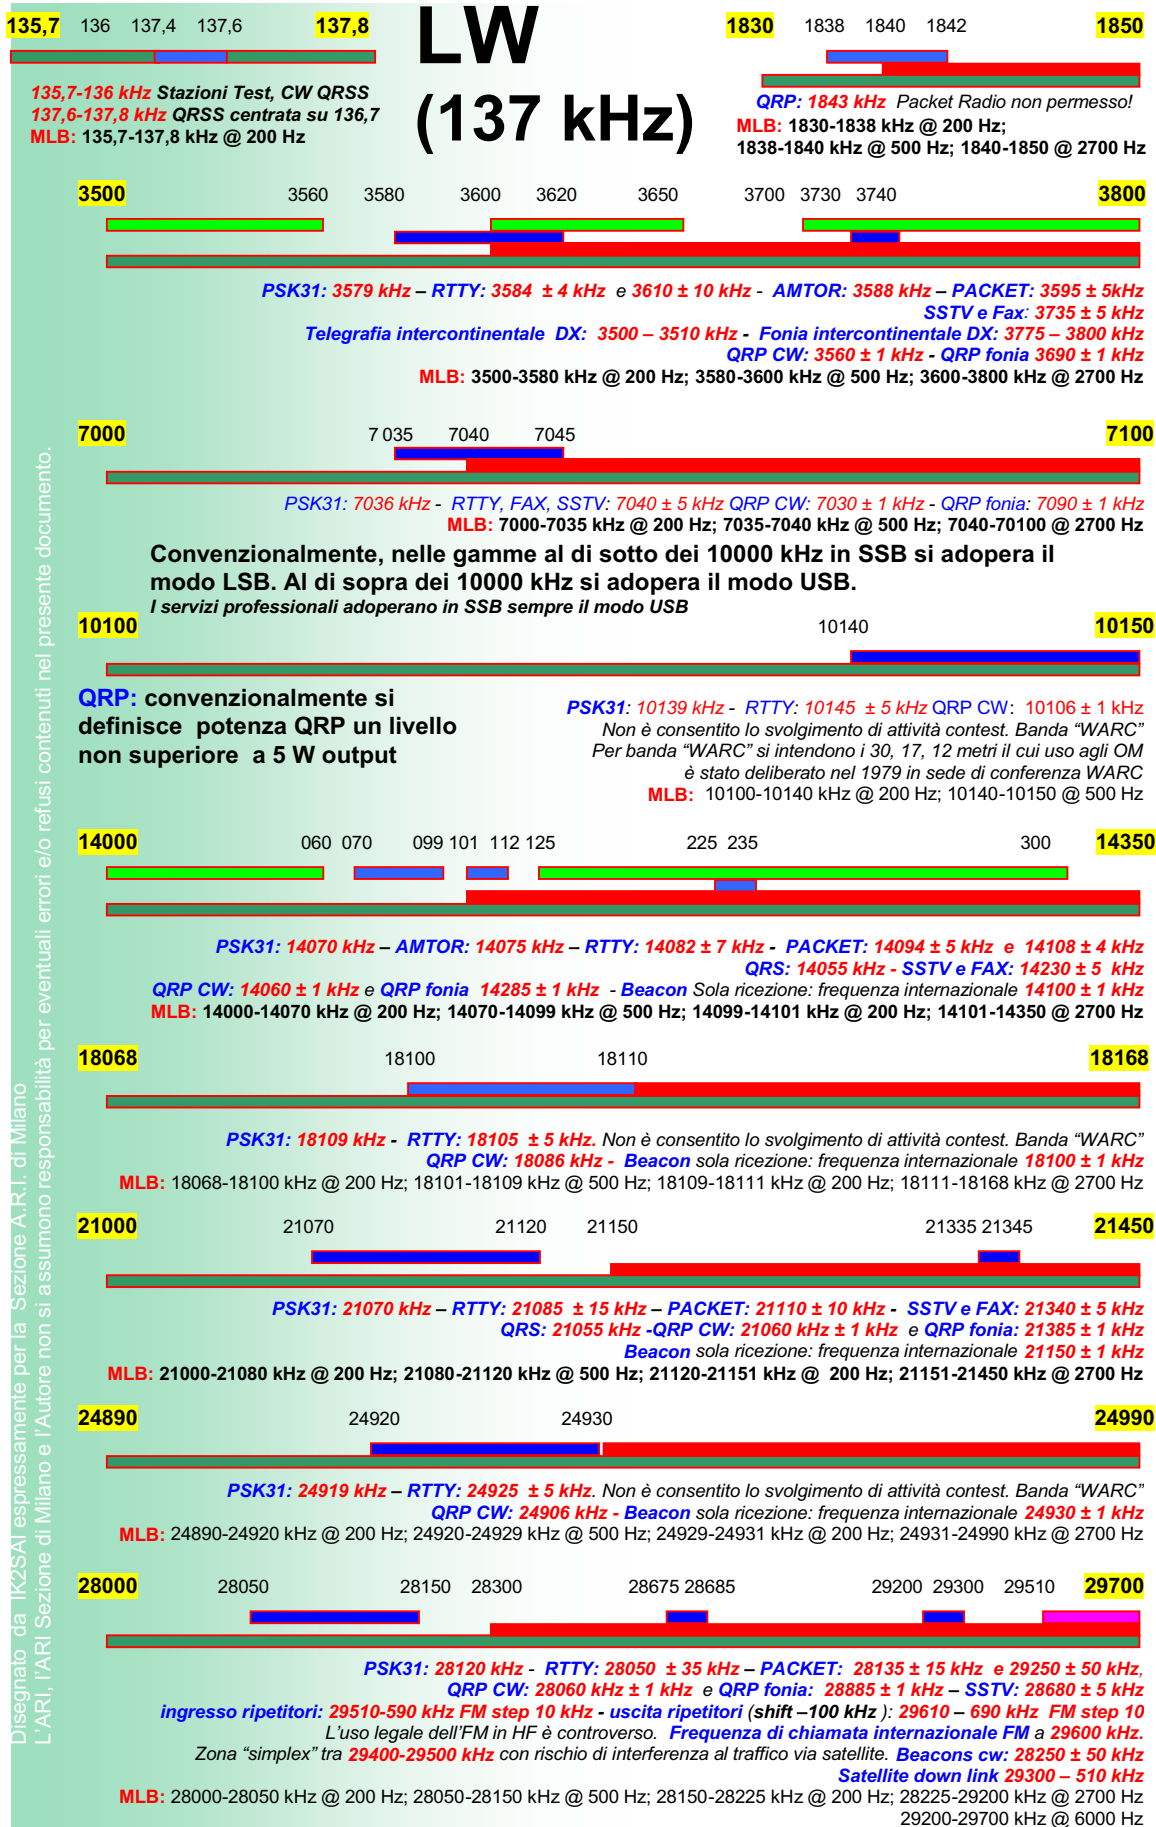 135,7 136 137,4 137,6 137,8
LW
(137 kHz)
135,7-136 kHz Stazioni Test, CW QRSS
137,6-137,8 kHz QRSS centrata su 136,7
MLB: 135,7-137,8 kHz @ 200 Hz
1830 1838 1840 1842 1850
QRP: 1843 kHz Packet Radio non permesso!
MLB: 1830-1838 kHz @ 200 Hz;
1838-1840 kHz @ 500 Hz; 1840-1850 @ 2700 Hz
3500 3560 3580 3600 3620 3650 3700 3730 3740 3800
PSK31: 3579 kHz – RTTY: 3584 ± 4 kHz e 3610 ± 10 kHz - AMTOR: 3588 kHz – PACKET: 3595 ± 5kHz
SSTV e Fax: 3735 ± 5 kHz
Telegrafia intercontinentale DX: 3500 – 3510 kHz - Fonia intercontinentale DX: 3775 – 3800 kHz
QRP CW: 3560 ± 1 kHz - QRP fonia 3690 ± 1 kHz
MLB: 3500-3580 kHz @ 200 Hz; 3580-3600 kHz @ 500 Hz; 3600-3800 kHz @ 2700 Hz
7000 7 035 7040 7045 7100
PSK31: 7036 kHz - RTTY, FAX, SSTV: 7040 ± 5 kHz QRP CW: 7030 ± 1 kHz - QRP fonia: 7090 ± 1 kHz
MLB: 7000-7035 kHz @ 200 Hz; 7035-7040 kHz @ 500 Hz; 7040-70100 @ 2700 Hz
Convenzionalmente, nelle gamme al di sotto dei 10000 kHz in SSB si adopera il
modo LSB. Al di sopra dei 10000 kHz si adopera il modo USB.
I servizi professionali adoperano in SSB sempre il modo USB
10100 10140 10150
QRP: convenzionalmente si
definisce potenza QRP un livello
non superiore a 5 W output
PSK31: 10139 kHz - RTTY: 10145 ± 5 kHz QRP CW: 10106 ± 1 kHz
Non è consentito lo svolgimento di attività contest. Banda “WARC”
Per banda “WARC” si intendono i 30, 17, 12 metri il cui uso agli OM
è stato deliberato nel 1979 in sede di conferenza WARC
MLB: 10100-10140 kHz @ 200 Hz; 10140-10150 @ 500 Hz
14000 060 070 099 101 112 125 225 235 300 14350
PSK31: 14070 kHz – AMTOR: 14075 kHz – RTTY: 14082 ± 7 kHz - PACKET: 14094 ± 5 kHz e 14108 ± 4 kHz
QRS: 14055 kHz - SSTV e FAX: 14230 ± 5 kHz
QRP CW: 14060 ± 1 kHz e QRP fonia 14285 ± 1 kHz - Beacon Sola ricezione: frequenza internazionale 14100 ± 1 kHz
MLB: 14000-14070 kHz @ 200 Hz; 14070-14099 kHz @ 500 Hz; 14099-14101 kHz @ 200 Hz; 14101-14350 @ 2700 Hz
18068 18100 18110 18168
PSK31: 18109 kHz - RTTY: 18105 ± 5 kHz. Non è consentito lo svolgimento di attività contest. Banda “WARC”
QRP CW: 18086 kHz - Beacon sola ricezione: frequenza internazionale 18100 ± 1 kHz
MLB: 18068-18100 kHz @ 200 Hz; 18101-18109 kHz @ 500 Hz; 18109-18111 kHz @ 200 Hz; 18111-18168 kHz @ 2700 Hz
21000 21070 21120 21150 21335 21345 21450
PSK31: 21070 kHz – RTTY: 21085 ± 15 kHz – PACKET: 21110 ± 10 kHz - SSTV e FAX: 21340 ± 5 kHz
QRS: 21055 kHz -QRP CW: 21060 kHz ± 1 kHz e QRP fonia: 21385 ± 1 kHz
Beacon sola ricezione: frequenza internazionale 21150 ± 1 kHz
MLB: 21000-21080 kHz @ 200 Hz; 21080-21120 kHz @ 500 Hz; 21120-21151 kHz @ 200 Hz; 21151-21450 kHz @ 2700 Hz
24890 24920 24930 24990
PSK31: 24919 kHz – RTTY: 24925 ± 5 kHz. Non è consentito lo svolgimento di attività contest. Banda “WARC”
QRP CW: 24906 kHz - Beacon sola ricezione: frequenza internazionale 24930 ± 1 kHz
MLB: 24890-24920 kHz @ 200 Hz; 24920-24929 kHz @ 500 Hz; 24929-24931 kHz @ 200 Hz; 24931-24990 kHz @ 2700 Hz
28000 28050 28150 28300 28675 28685 29200 29300 29510 29700
PSK31: 28120 kHz - RTTY: 28050 ± 35 kHz – PACKET: 28135 ± 15 kHz e 29250 ± 50 kHz,
QRP CW: 28060 kHz ± 1 kHz e QRP fonia: 28885 ± 1 kHz – SSTV: 28680 ± 5 kHz
ingresso ripetitori: 29510-590 kHz FM step 10 kHz - uscita ripetitori (shift –100 kHz ): 29610 – 690 kHz FM step 10
L'uso legale dell'FM in HF è controverso. Frequenza di chiamata internazionale FM a 29600 kHz.
Zona “simplex” tra 29400-29500 kHz con rischio di interferenza al traffico via satellite. Beacons cw: 28250 ± 50 kHz
Satellite down link 29300 – 510 kHz
MLB: 28000-28050 kHz @ 200 Hz; 28050-28150 kHz @ 500 Hz; 28150-28225 kHz @ 200 Hz; 28225-29200 kHz @ 2700 Hz
29200-29700 kHz @ 6000 Hz
Disegnato da IK2SAI espressamente per la Sezione A.R.I. di Milano
L'ARI, l'ARI Sezione di Milano e l'Autore non si assumono responsabilità per eventuali errori e/o refusi contenuti nel presente documento.